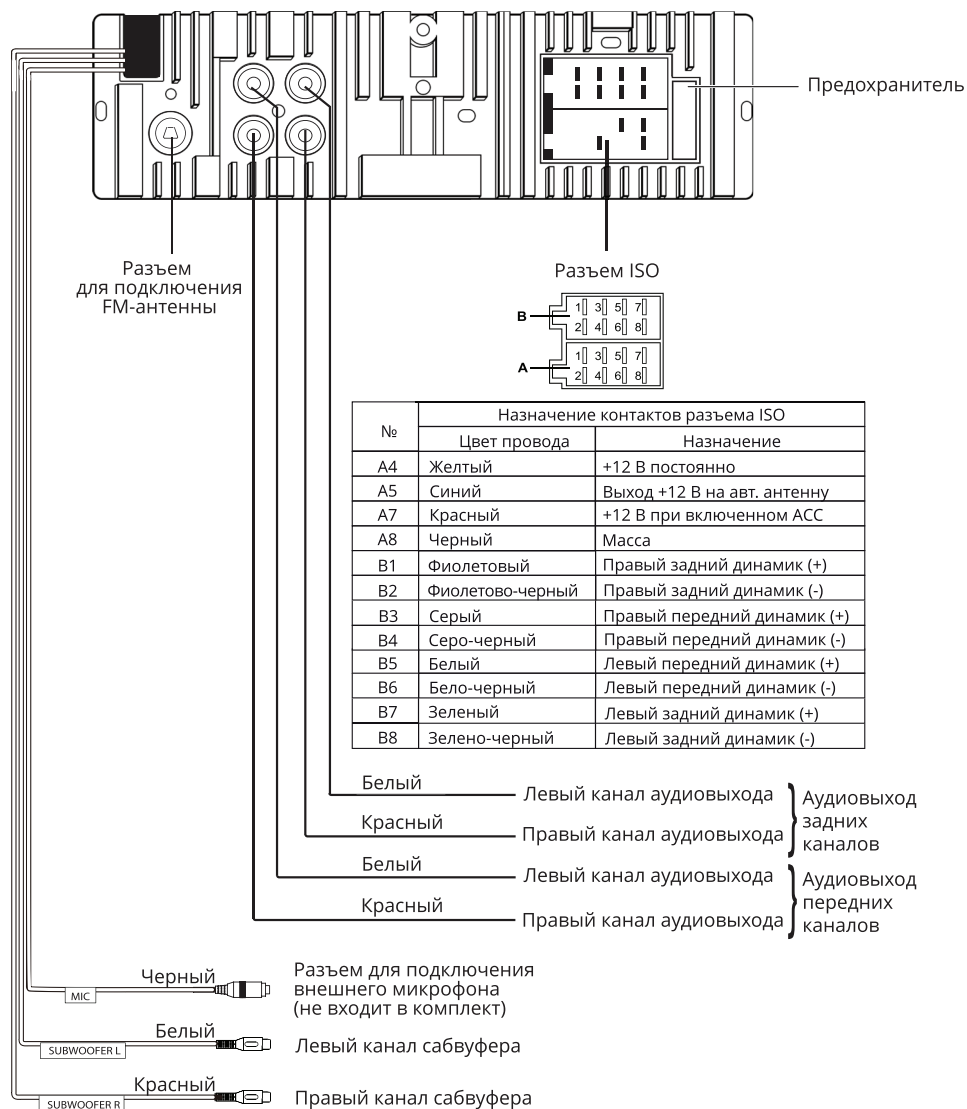 Предохранитель
Разъем
для подключения
FM-антенны
Разъем ISO
B
1 3 5 7
2 4 6 8
A
1 3 5 7
2 4 6 8
№ Назначение контактов разъема ISO
Цвет провода Назначение
A4 Желтый +12 В постоянно
A5 Синий Выход +12 В на авт. антенну
A7 Красный +12 В при включенном ACC
A8 Черный Масса
B1 Фиолетовый Правый задний динамик (+)
B2 Фиолетово-черный Правый задний динамик (-)
B3 Серый Правый передний динамик (+)
B4 Серо-черный Правый передний динамик (-)
B5 Белый Левый передний динамик (+)
B6 Бело-черный Левый передний динамик (-)
B7 Зеленый Левый задний динамик (+)
B8 Зелено-черный Левый задний динамик (-)
Белый Левый канал аудиовыхода
Красный Правый канал аудиовыхода
Аудиовыход
задних
каналов
Белый Левый канал аудиовыхода
Красный Правый канал аудиовыхода
Аудиовыход
передних
каналов
MIC Черный
Разъем для подключения
внешнего микрофона
(не входит в комплект)
SUBWOOFER L Белый Левый канал сабвуфера
SUBWOOFER R Красный Правый канал сабвуфера